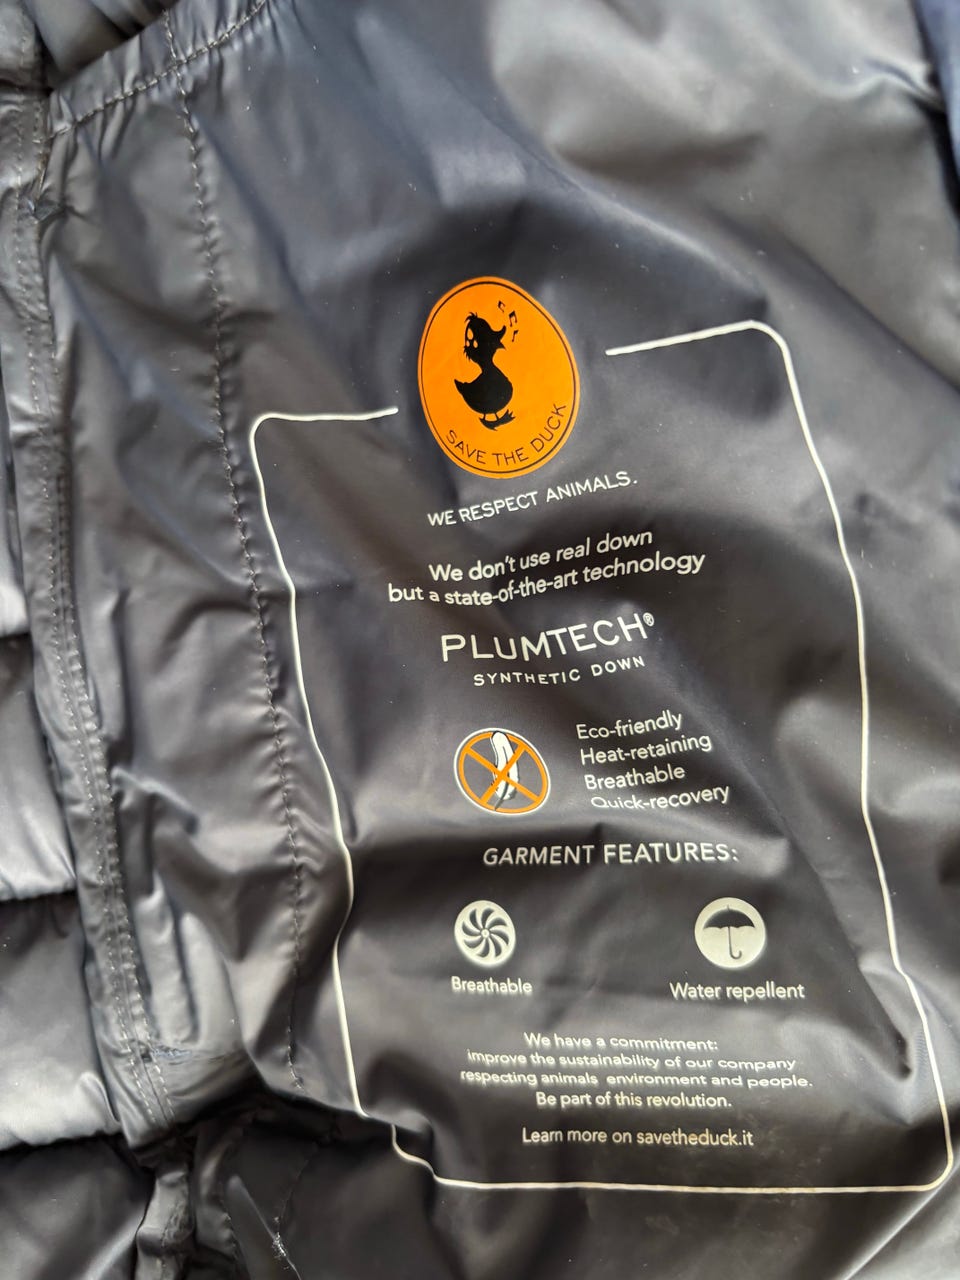 SAVE THE DUCK
WE RESPECT ANIMALS.
We don't use real down
but a state-of-the-art technology
PLUMTECH®
SYNTHETIC DOWN
Eco-friendly
Heat-retaining
Breathable
Quick-recovery
GARMENT FEATURES:
Breathable
Water repellent
We have a commitment:
improve the sustainability of our company
respecting animals environment and people.
Be part of this revolution.
Learn more on savetheduck.it